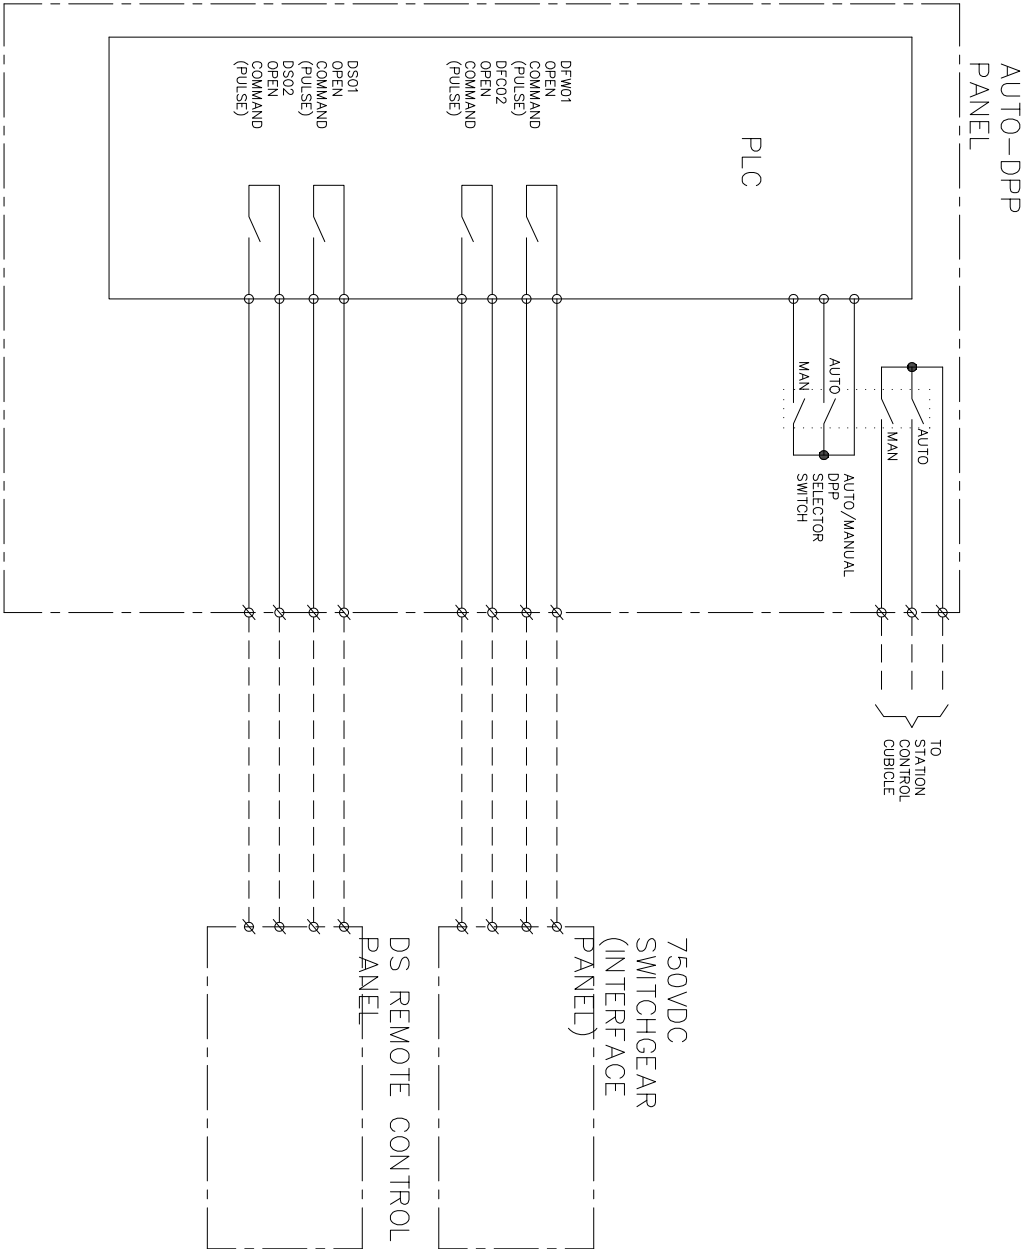 AUTO-DPP
PANEL
PLC
DFW01
OPEN
COMMAND
(PULSE)
DFC02
OPEN
COMMAND
(PULSE)
DS01
OPEN
COMMAND
(PULSE)
DS02
OPEN
COMMAND
(PULSE)
AUTO
MAN
AUTO
MAN
AUTO/MANUAL
DPP
SELECTOR
SWITCH
TO
STATION
CONTROL
CUBICLE
750VDC
SWITCHGEAR
(INTERFACE
PANEL)
DS REMOTE CONTROL
PANEL